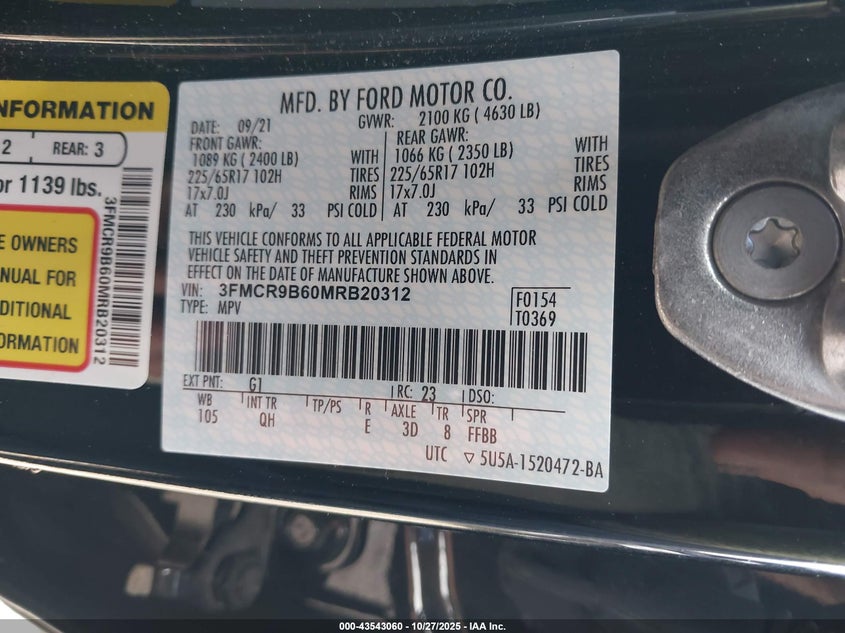 NFORMATION
2 REAR: 3
or 1139 lbs.
E OWNERS
ANUAL FOR
DITIONAL
ORMATION
3FMCR9B60MRB20312
MFD. BY FORD MOTOR CO.
DATE: 09/21 GVWR: 2100 KG ( 4630 LB)
FRONT GAWR: REAR GAWR:
1089 KG ( 2400 LB) WITH 1066 KG ( 2350 LB) WITH
225/65R17 102H TIRES 225/65R17 102H TIRES
17x7.0J RIMS 17x7.0J RIMS
AT 230 kPa/ 33 PSI COLD AT 230 kPa/ 33 PSI COLD
THIS VEHICLE CONFORMS TO ALL APPLICABLE FEDERAL MOTOR
VEHICLE SAFETY AND THEFT PREVENTION STANDARDS IN
EFFECT ON THE DATE OF MANUFACTURE SHOWN ABOVE.
VIN: 3FMCR9B60MRB20312 F0154
TYPE: MPV T0369
EXT PNT: G1 RC: 23 DSO:
WB INT TR TP/PS R AXLE TR SPR
105 QH E 3D 8 FFBB
UTC ▽ 5U5A-1520472-BA
000-43543060 - 10/27/2025 - IAA Inc.